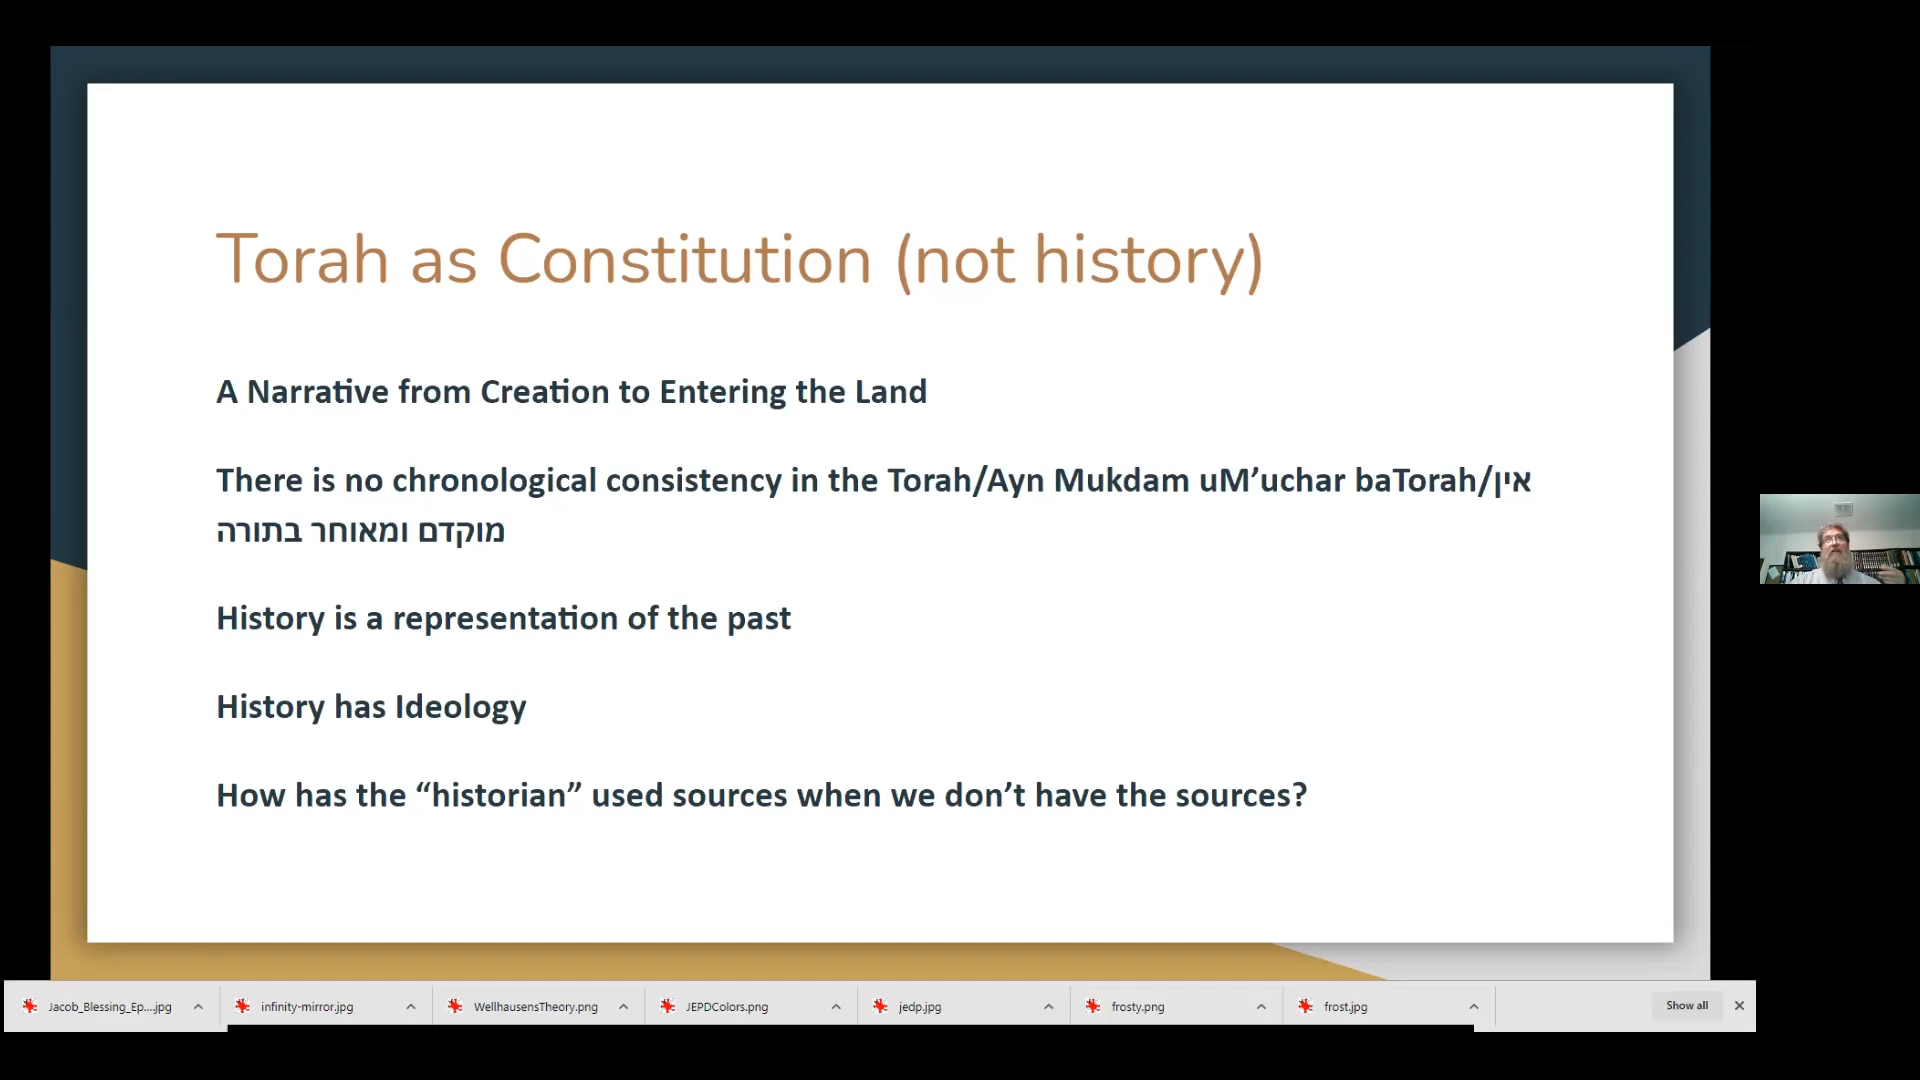 Torah as Constitution (not history)
A Narrative from Creation to Entering the Land
There is no chronological consistency in the Torah/Ayn Mukdam uM’uchar baTorah/אין
מוקדם ומאוחר בתורה
History is a representation of the past
History has Ideology
How has the “historian” used sources when we don’t have the sources?
Jacob_Blessing_Ep....jpg
infinity-mirror.jpg
WellhausensTheory.png
JEPDColors.png
jedp.jpg
frosty.png
frost.jpg
Show all